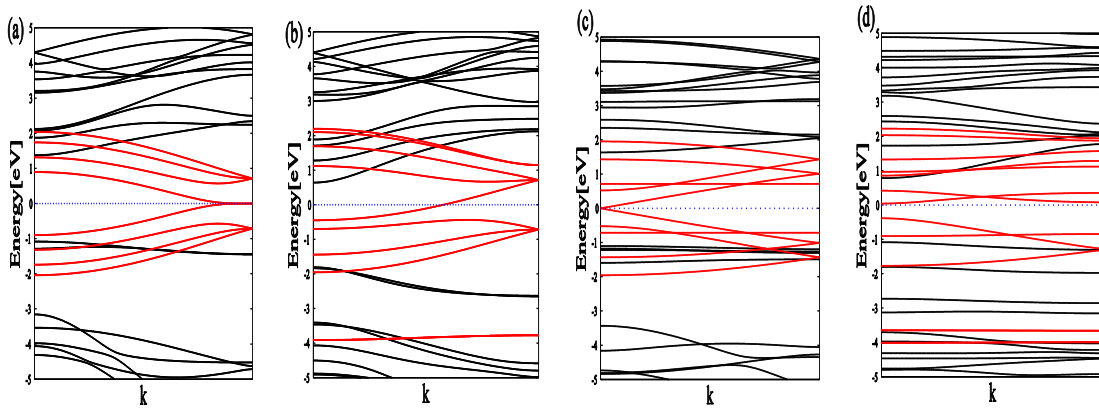 (a) (b) (c) (d)
Energy[eV] Energy[eV] Energy[eV] Energy[eV]
5 5 5 5
4 4 4 4
3 3 3 3
2 2 2 2
1 1 1 1
0 0 0 0
-1 -1 -1 -1
-2 -2 -2 -2
-3 -3 -3 -3
-4 -4 -4 -4
-5 -5 -5 -5
k k k k